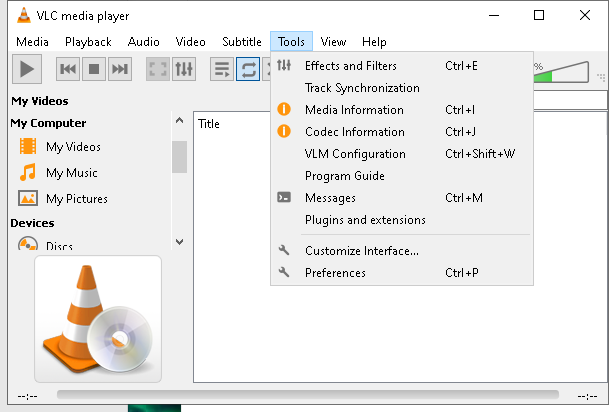 VLC media player
Media Playback Audio Video Subtitle Tools View Help
%
My Videos
My Computer
My Videos
My Music
My Pictures
Devices
Discs
Title
Effects and Filters Ctrl+E
Track Synchronization
Media Information Ctrl+I
Codec Information Ctrl+J
VLM Configuration Ctrl+Shift+W
Program Guide
Messages Ctrl+M
Plugins and extensions
Customize Interface...
Preferences Ctrl+P
--:-- --:--